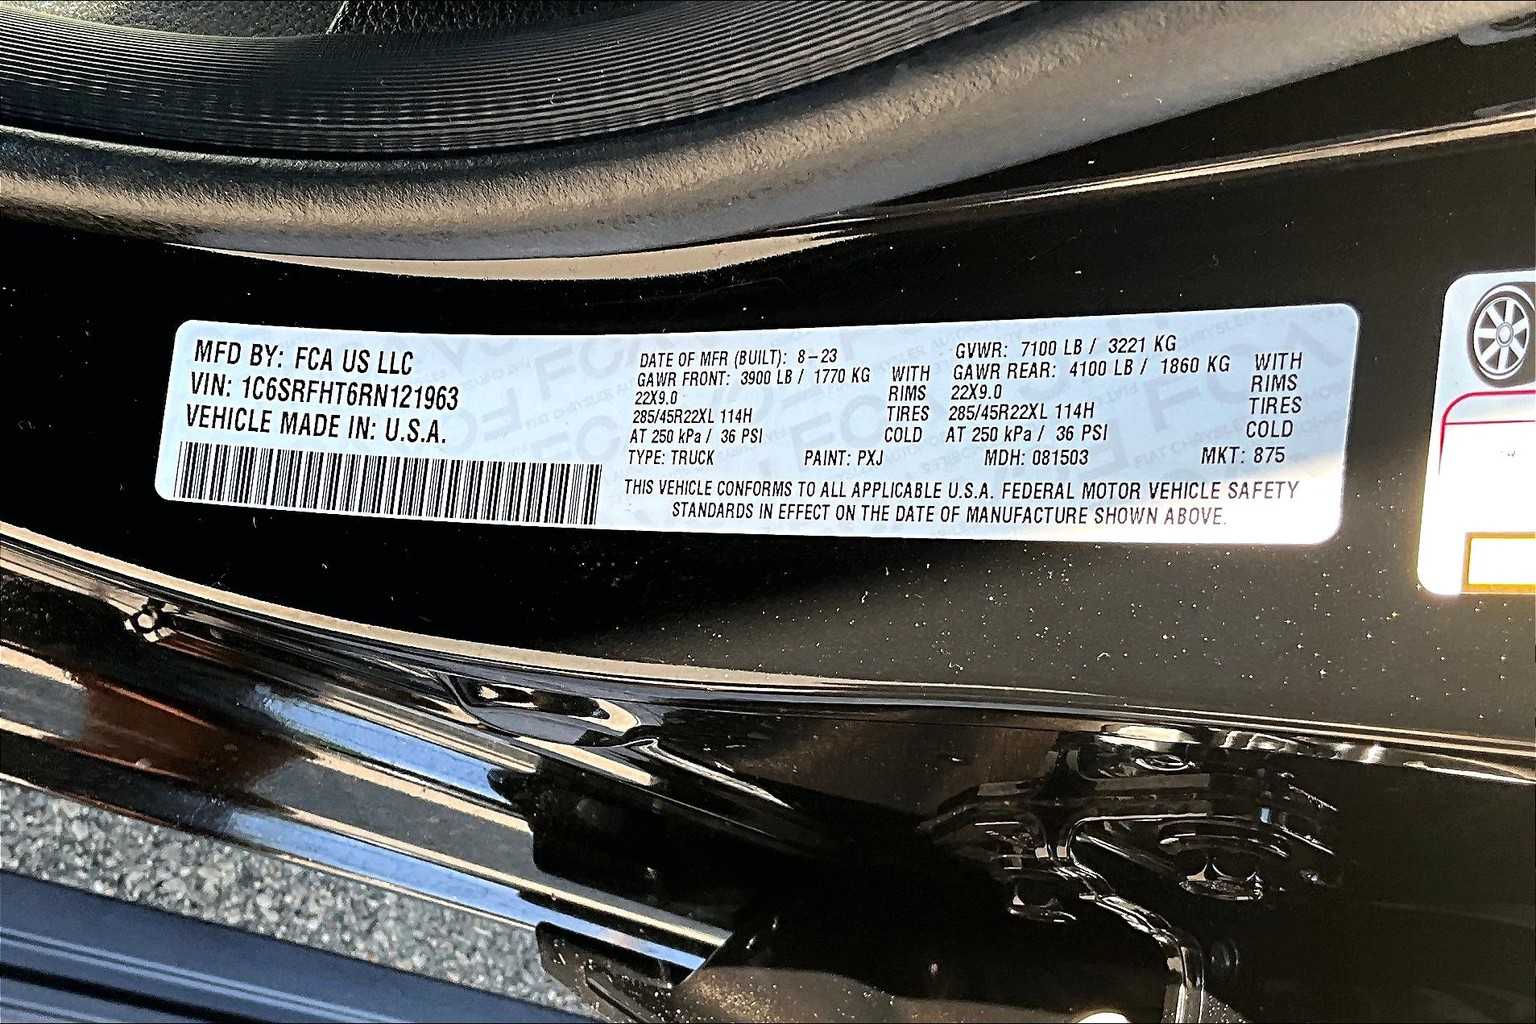 MFD BY: FCA US LLC
VIN: 1C6SRFHT6RN121963
VEHICLE MADE IN: U.S.A.
DATE OF MFR (BUILT): 8-23
GAWR FRONT: 3900 LB / 1770 KG WITH
22X9.0 RIMS
285/45R22XL 114H TIRES
AT 250 kPa / 36 PSI COLD
GVWR: 7100 LB / 3221 KG
GAWR REAR: 4100 LB / 1860 KG WITH
22X9.0 RIMS
285/45R22XL 114H TIRES
AT 250 kPa / 36 PSI COLD
TYPE: TRUCK PAINT: PXJ MDH: 081503 MKT: 875
THIS VEHICLE CONFORMS TO ALL APPLICABLE U.S.A. FEDERAL MOTOR VEHICLE SAFETY
STANDARDS IN EFFECT ON THE DATE OF MANUFACTURE SHOWN ABOVE.